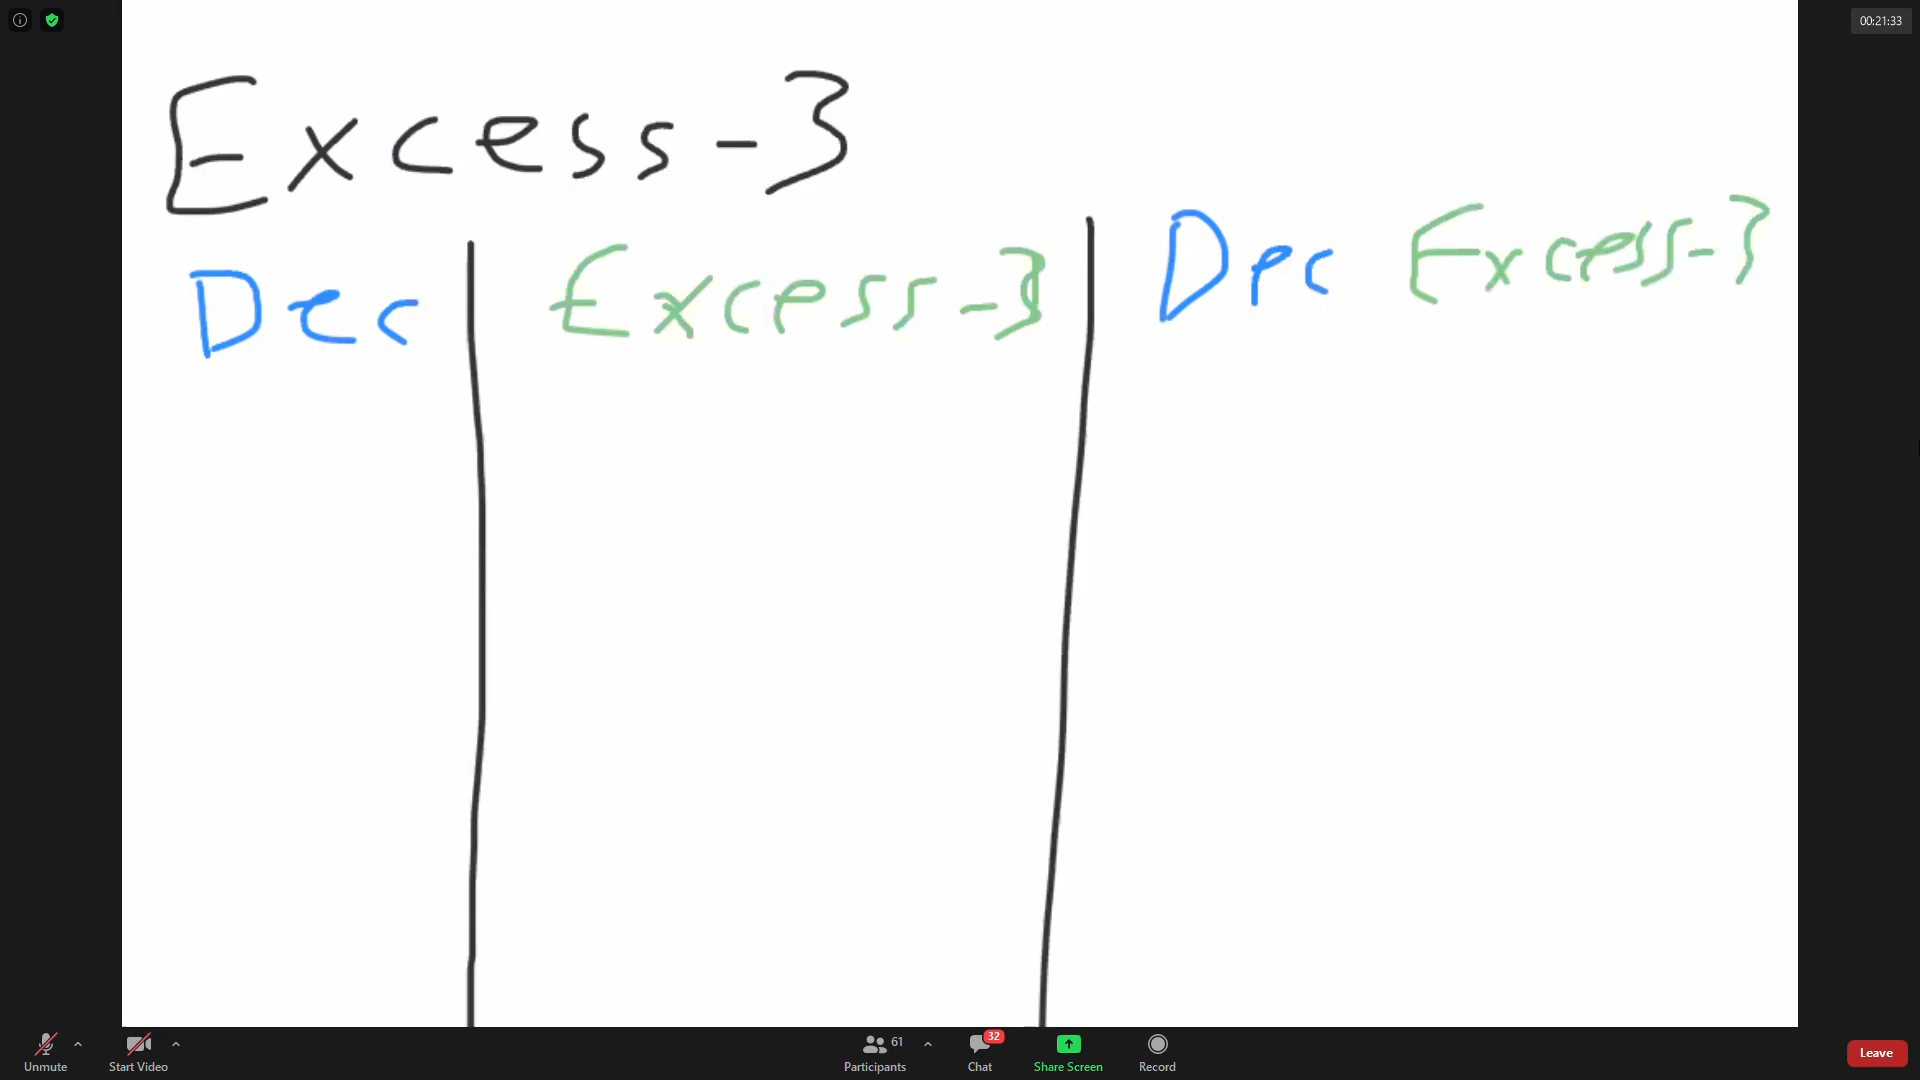 00:21:33
Excess-3
Dec Excess-3 Dec Excess-3
61 32
Unmute Start Video Participants Chat Share Screen Record Leave